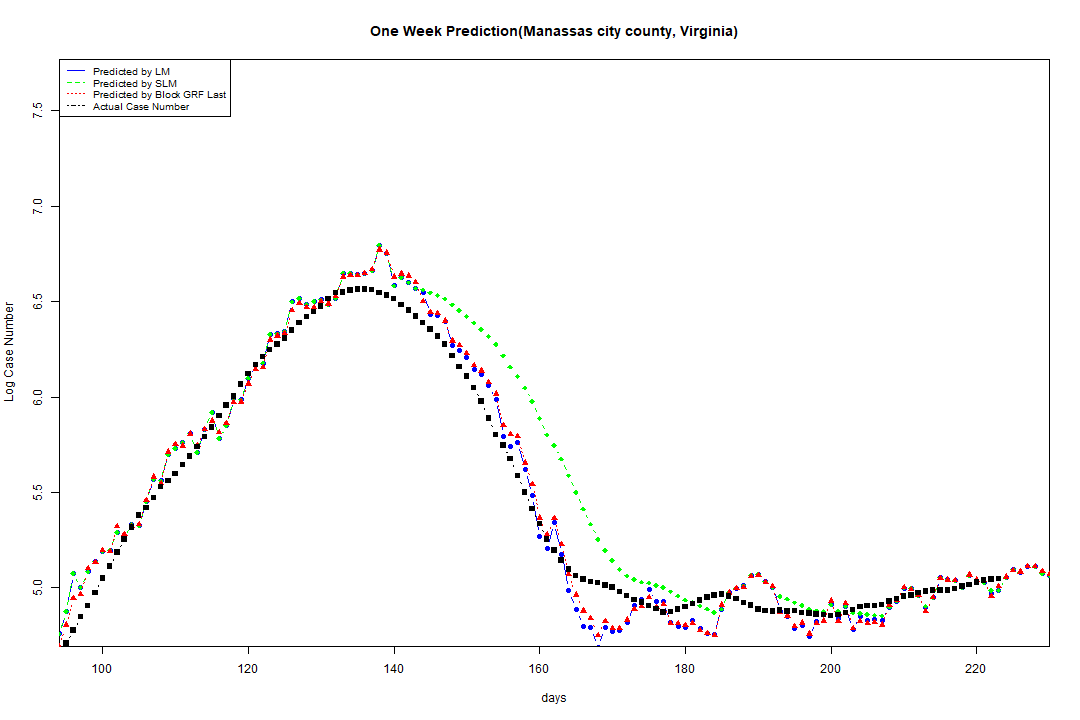 One Week Prediction(Manassas city county, Virginia)
Predicted by LM
Predicted by SLM
Predicted by Block GRF Last
Actual Case Number
Log Case Number
7.5
7.0
6.5
6.0
5.5
5.0
100 120 140 160 180 200 220
days